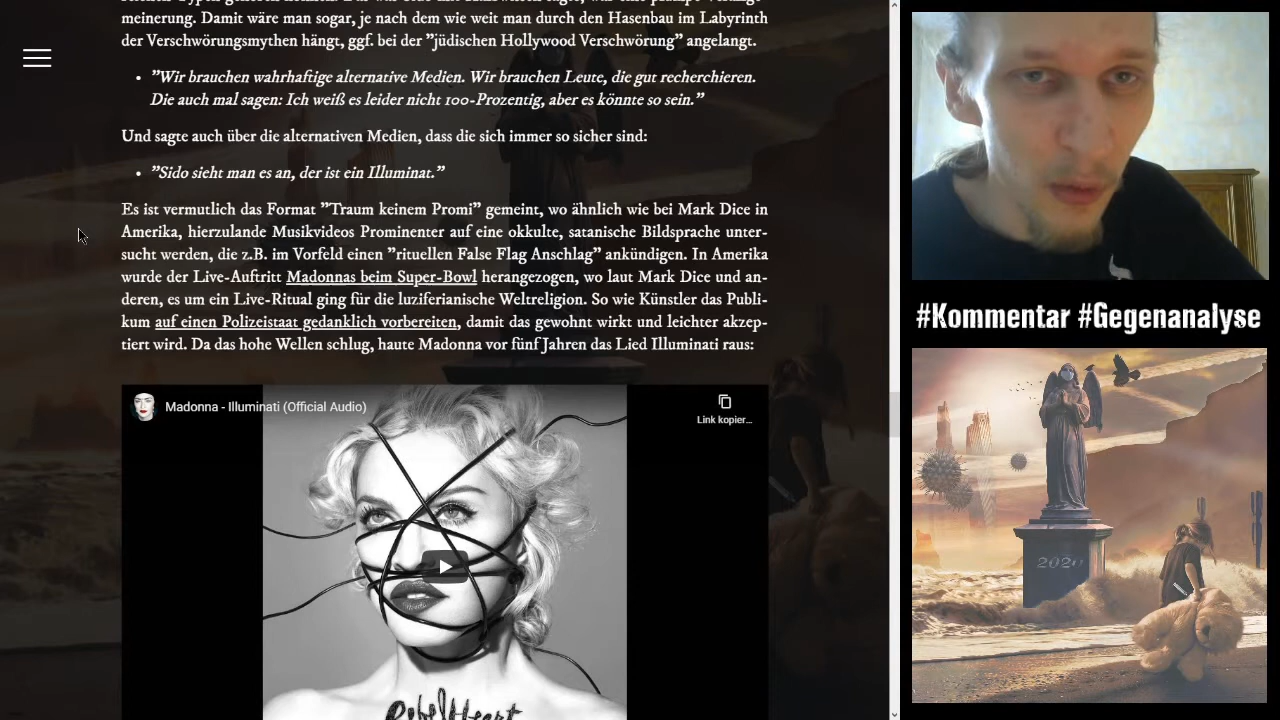 meinerung. Damit wäre man sogar, je nach dem wie weit man durch den Hasenbau im Labyrinth
der Verschwörungsmythen hängt, ggf. bei der "jüdischen Hollywood Verschwörung" angelangt.
• "Wir brauchen wahrhaftige alternative Medien. Wir brauchen Leute, die gut recherchieren.
Die auch mal sagen: Ich weiß es leider nicht 100-Prozentig, aber es könnte so sein."
Und sagte auch über die alternativen Medien, dass die sich immer so sicher sind:
• "Sido sieht man es an, der ist ein Illuminat."
Es ist vermutlich das Format "Traum keinem Promi" gemeint, wo ähnlich wie bei Mark Dice in
Amerika, hierzulande Musikvideos Prominenter auf eine okkulte, satanische Bildsprache unter-
sucht werden, die z.B. im Vorfeld einen "rituellen False Flag Anschlag" ankündigen. In Amerika
wurde der Live-Auftritt Madonnas beim Super-Bowl herangezogen, wo laut Mark Dice und an-
deren, es um ein Live-Ritual ging für die luziferianische Weltreligion. So wie Künstler das Publi-
kum auf einen Polizeistaat gedanklich vorbereiten, damit das gewohnt wirkt und leichter akzep-
tiert wird. Da das hohe Wellen schlug, haute Madonna vor fünf Jahren das Lied Illuminati raus:
Madonna - Illuminati (Official Audio)
Link kopier...
Rebel Heart
#Kommentar #Gegenanalyse
2020